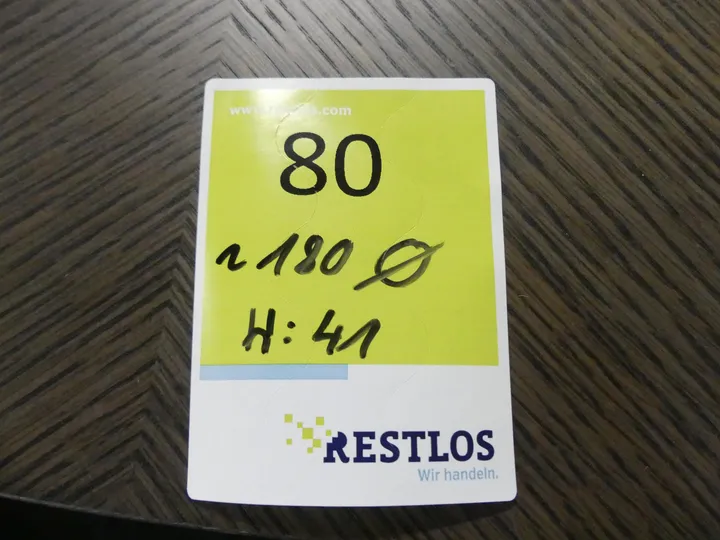 80
~ 180 Ø
H: 41
RESTLOS
Wir handeln.